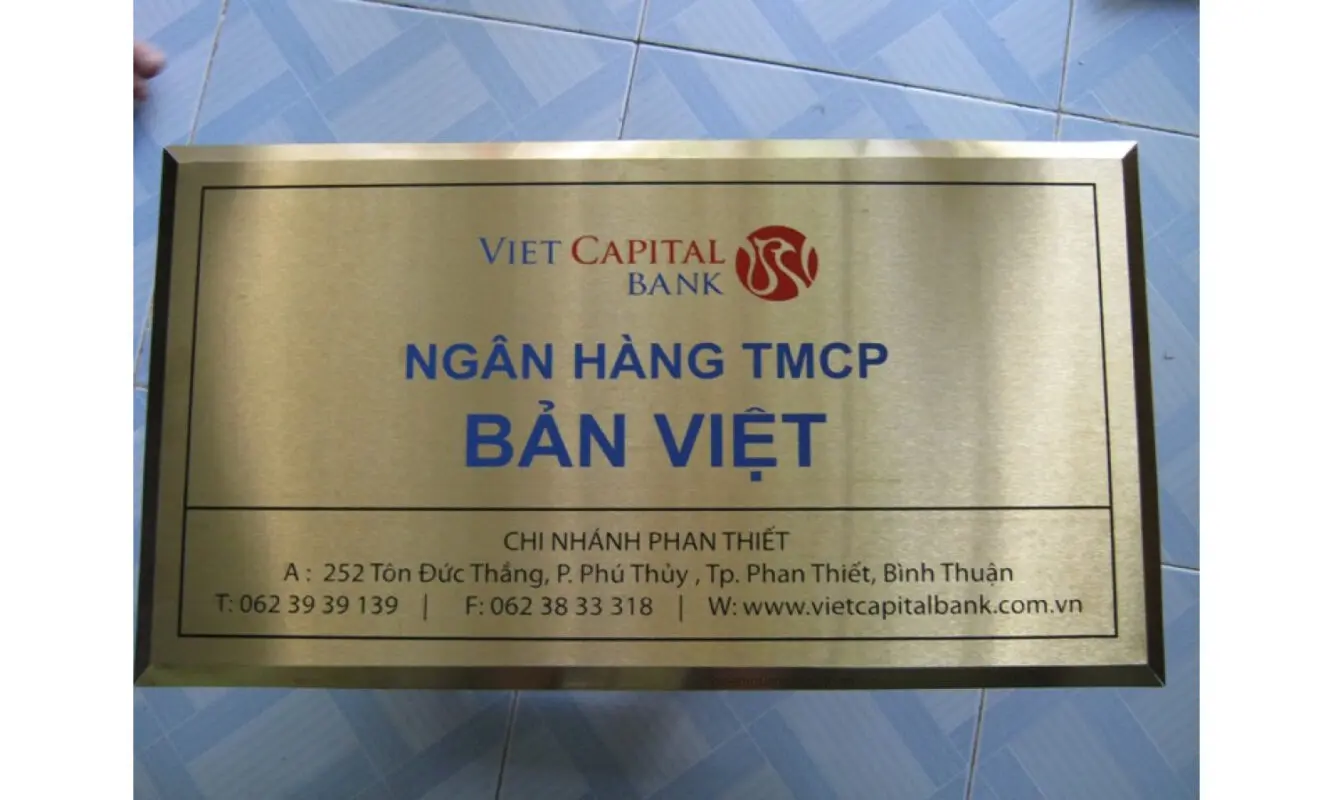 VIET CAPITAL
BANK
NGÂN HÀNG TMCP
BẢN VIỆT
CHI NHÁNH PHAN THIẾT
A : 252 Tôn Đức Thắng, P. Phú Thủy , Tp. Phan Thiết, Bình Thuận
T: 062 39 39 139 | F: 062 38 33 318 | W: www.vietcapitalbank.com.vn